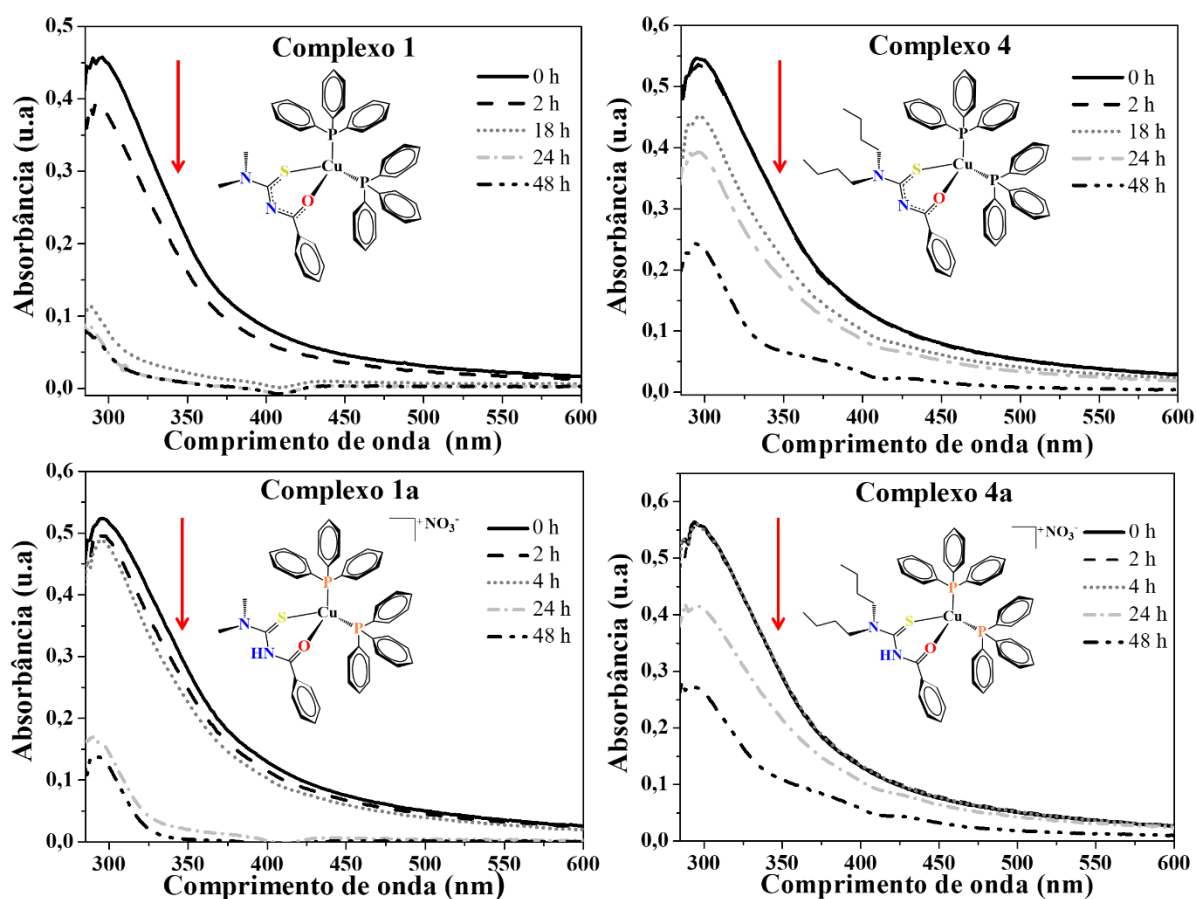 Complexo 1
0,5
0,4
0,3
0,2
0,1
0,0
Absorbância (u.a)
0 h
2 h
18 h
24 h
48 h
N
S
N
O
Cu
P
P
300 350 400 450 500 550 600
Comprimento de onda (nm)
Complexo 4
0,6
0,5
0,4
0,3
0,2
0,1
0,0
Absorbância (u.a)
0 h
2 h
18 h
24 h
48 h
N
S
N
O
Cu
P
P
300 350 400 450 500 550 600
Comprimento de onda (nm)
Complexo 1a
0,6
0,5
0,4
0,3
0,2
0,1
0,0
Absorbância (u.a)
+NO3-
0 h
2 h
4 h
24 h
48 h
N
S
HN
O
Cu
P
P
300 350 400 450 500 550 600
Comprimento de onda (nm)
Complexo 4a
0,6
0,5
0,4
0,3
0,2
0,1
0,0
Absorbância (u.a)
+NO3-
0 h
2 h
4 h
24 h
48 h
N
S
HN
O
Cu
P
P
300 350 400 450 500 550 600
Comprimento de onda (nm)